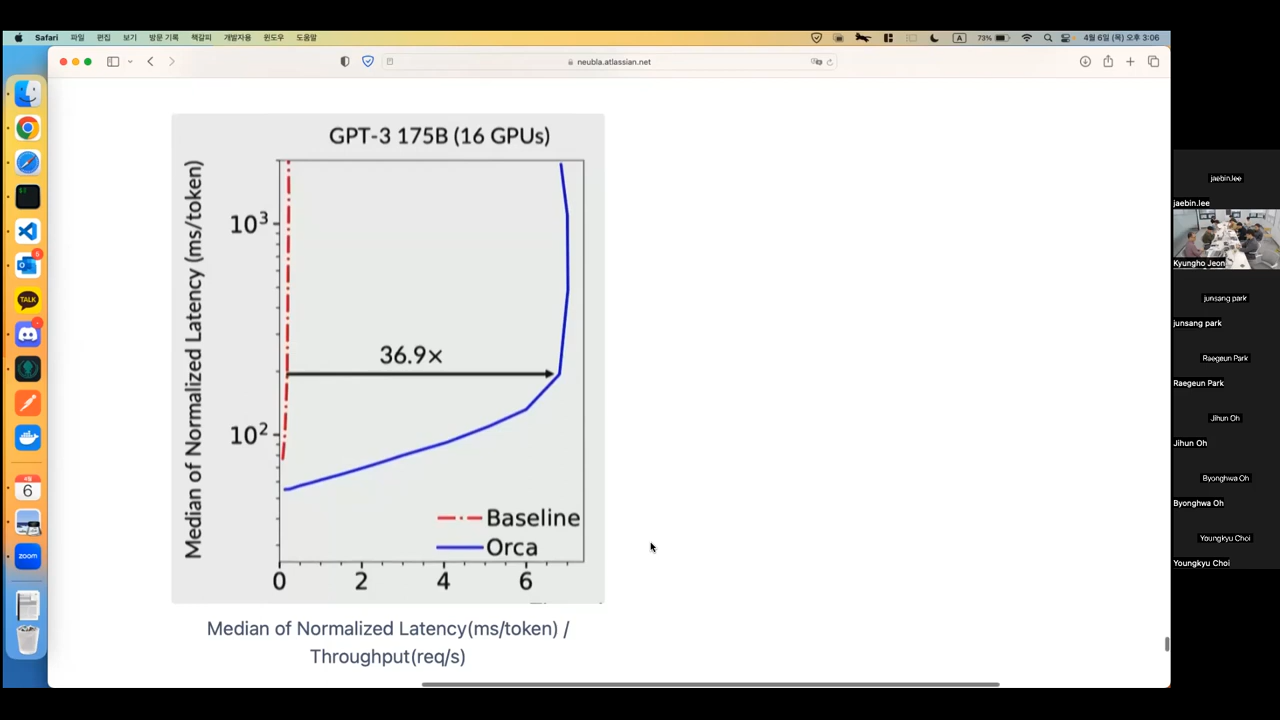 Safari 파일 편집 보기 방문 기록 책갈피 개발자용 윈도우 도움말
A 73% 4월 6일 (목) 오후 3:06
neubla.atlassian.net
GPT-3 175B (16 GPUs)
Median of Normalized Latency (ms/token)
10³
10²
36.9×
Baseline
Orca
0 2 4 6
Median of Normalized Latency(ms/token) /
Throughput(req/s)
TALK
6
zoom
jaebin.lee
jaebin.lee
Kyungho Jeon
junsang park
junsang park
Raegeun Park
Raegeun Park
Jihun Oh
Jihun Oh
Byonghwa Oh
Byonghwa Oh
Youngkyu Choi
Youngkyu Choi